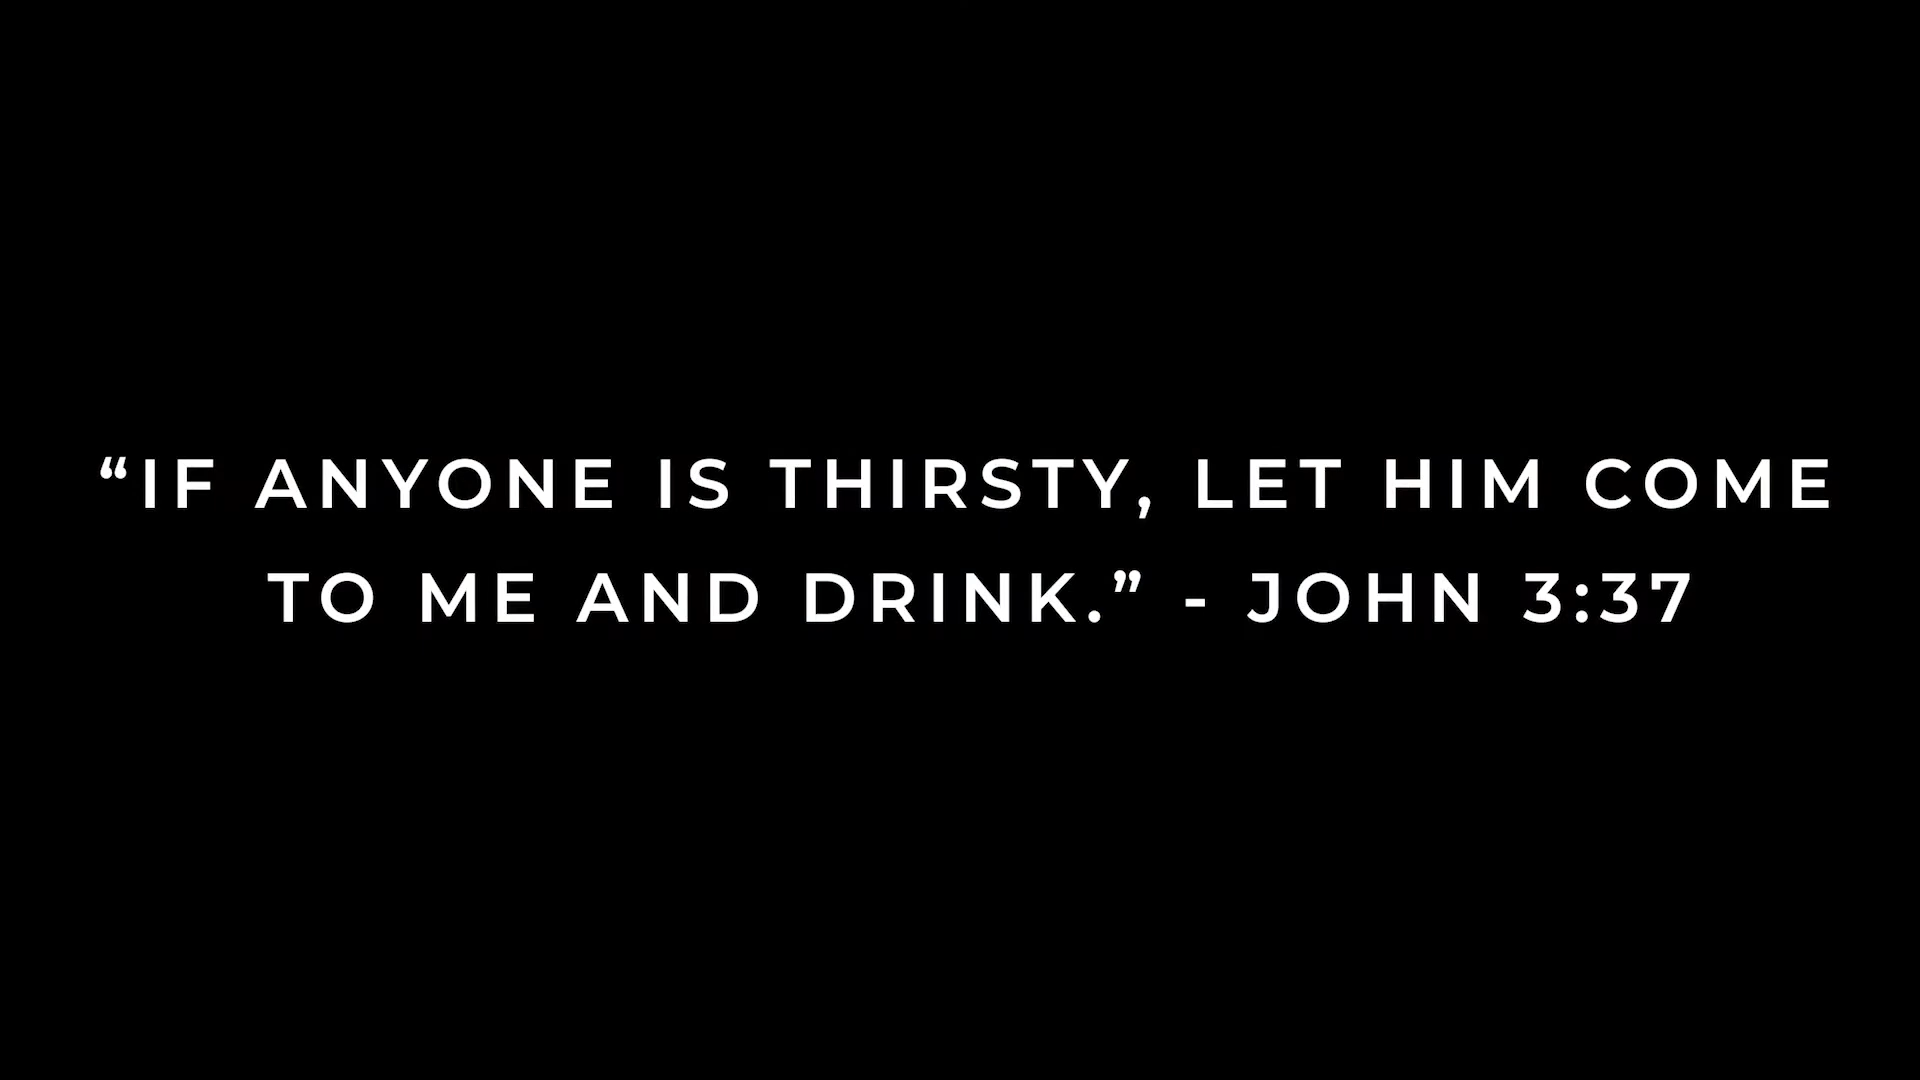 “IF ANYONE IS THIRSTY, LET HIM COME
TO ME AND DRINK.” - JOHN 3:37